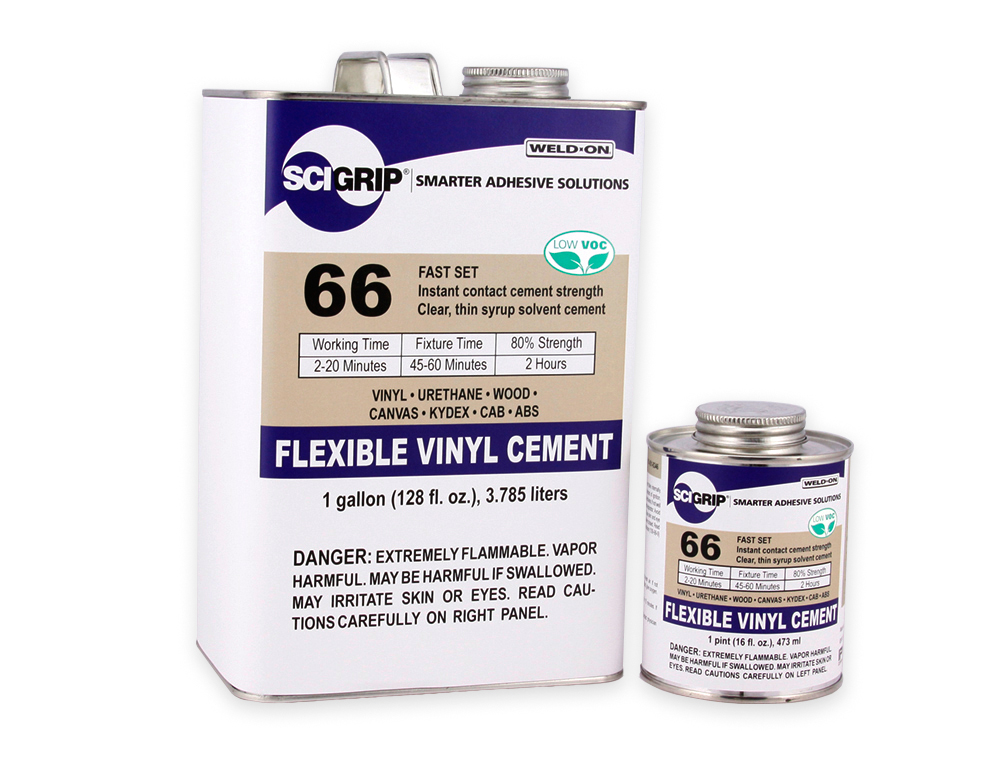 WELD-ON
SCIGRIP® SMARTER ADHESIVE SOLUTIONS
LOW VOC
66
FAST SET
Instant contact cement strength
Clear, thin syrup solvent cement
Working Time Fixture Time 80% Strength
2-20 Minutes 45-60 Minutes 2 Hours
VINYL • URETHANE • WOOD •
CANVAS • KYDEX • CAB • ABS
FLEXIBLE VINYL CEMENT
1 gallon (128 fl. oz.), 3.785 liters
DANGER: EXTREMELY FLAMMABLE. VAPOR
HARMFUL. MAY BE HARMFUL IF SWALLOWED.
MAY IRRITATE SKIN OR EYES. READ CAU-
TIONS CAREFULLY ON RIGHT PANEL.
WELD-ON
SCIGRIP SMARTER ADHESIVE SOLUTIONS
LOW VOC
66
FAST SET
Instant contact cement strength
Clear, thin syrup solvent cement
Working Time Fixture Time 80% Strength
2-20 Minutes 45-60 Minutes 2 Hours
VINYL • URETHANE • WOOD • CANVAS • KYDEX • CAB • ABS
FLEXIBLE VINYL CEMENT
1 pint (16 fl. oz.), 473 ml
DANGER: EXTREMELY FLAMMABLE. VAPOR HARMFUL.
MAY BE HARMFUL IF SWALLOWED. MAY IRRITATE SKIN OR
EYES. READ CAUTIONS CAREFULLY ON LEFT PANEL.